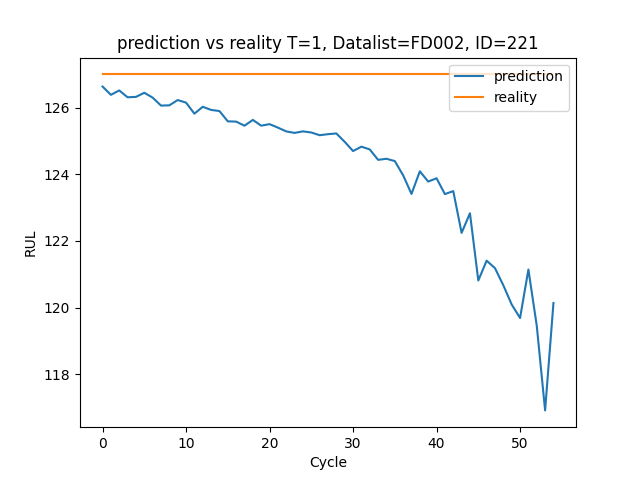 prediction vs reality T=1, Datalist=FD002, ID=221
prediction
reality
126
124
122
120
118
RUL
0 10 20 30 40 50
Cycle